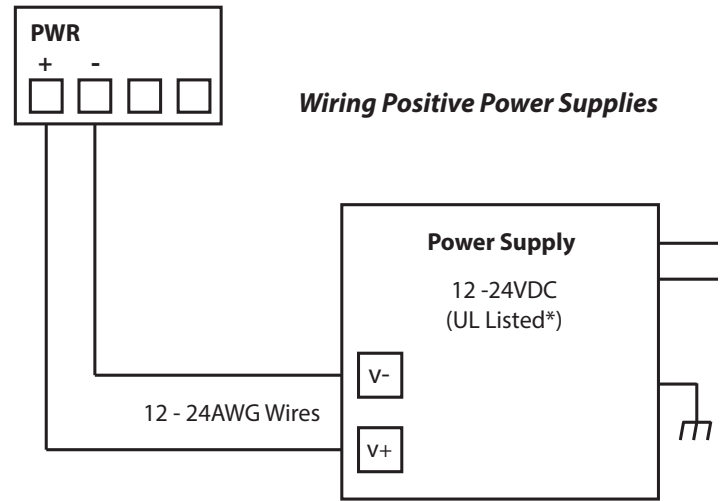 PWR
+ -
Wiring Positive Power Supplies
Power Supply
12 -24VDC
(UL Listed*)
v-
12 - 24AWG Wires
v+